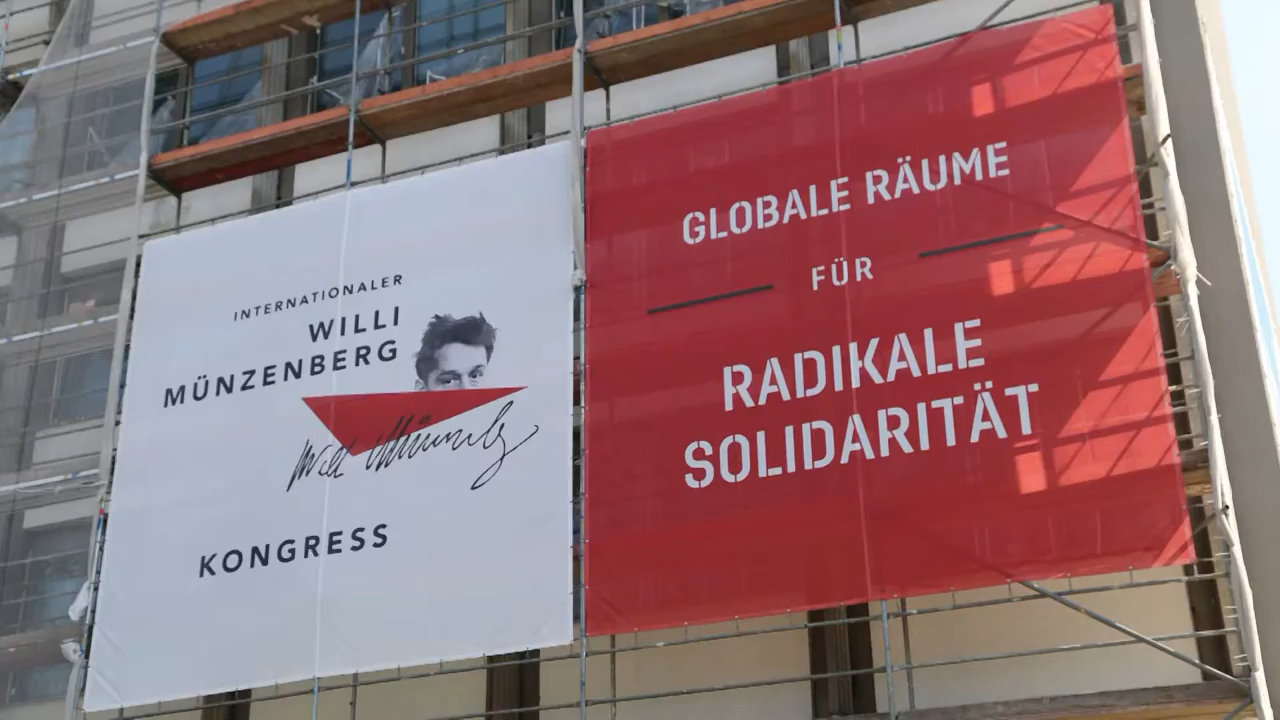 INTERNATIONALER
WILLI
MÜNZENBERG
KONGRESS
GLOBALE RÄUME
FÜR
RADIKALE
SOLIDARITÄT